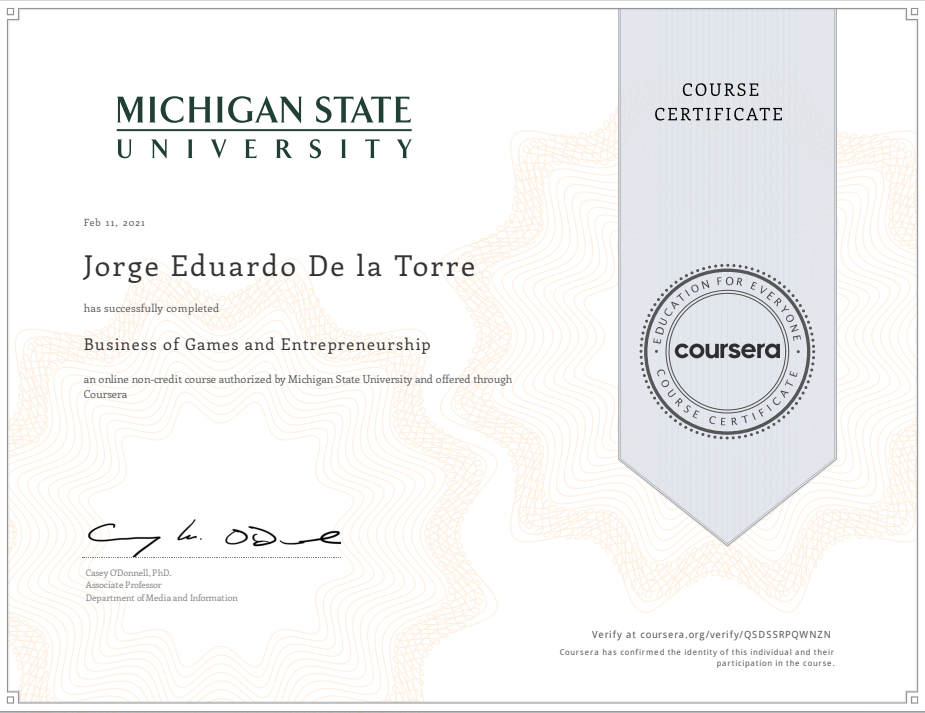 MICHIGAN STATE
UNIVERSITY
COURSE
CERTIFICATE
Feb 11, 2021
Jorge Eduardo De la Torre
has successfully completed
Business of Games and Entrepreneurship
an online non-credit course authorized by Michigan State University and offered through
Coursera
EDUCATION FOR EVERYONE
coursera
COURSE CERTIFICATE
Casey O'Donnell, PhD.
Associate Professor
Department of Media and Information
Verify at coursera.org/verify/QSDSSRPQWNZN
Coursera has confirmed the identity of this individual and their
participation in the course.